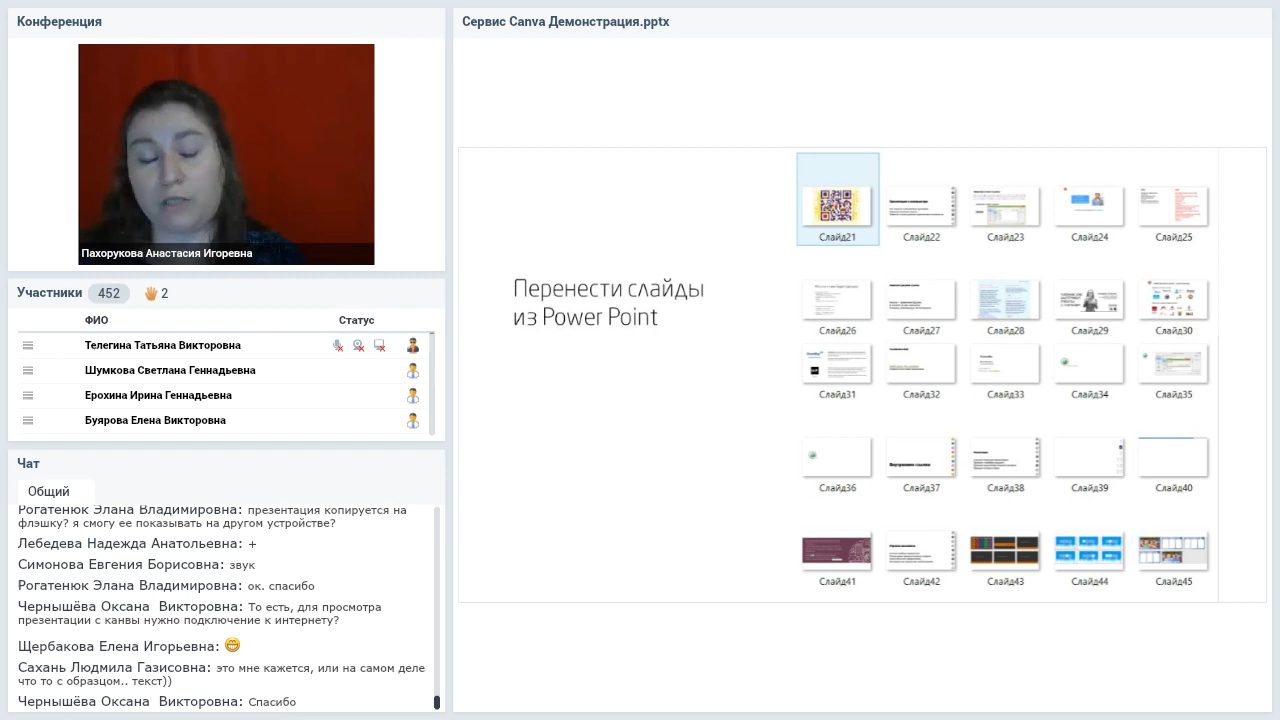 Конференция
Пахорукова Анастасия Игоревна
Участники 452 2
ФИО Статус
Телегина Татьяна Викторовна
Шумкова Светлана Геннадьевна
Ерохина Ирина Геннадьевна
Буярова Елена Викторовна
Чат
Общий
Рогатенюк Элана Владимировна: презентация копируется на
флэшку? я смогу ее показывать на другом устройстве?
Лебедева Надежда Анатольевна: +
Симонова Евгения Борисовна: звук
Рогатенюк Элана Владимировна: ок. спасибо
Чернышёва Оксана Викторовна: То есть, для просмотра
презентации с канвы нужно подключение к интернету?
Щербакова Елена Игорьевна:
Сахань Людмила Газисовна: это мне кажется, или на самом деле
что то с образцом.. текст))
Чернышёва Оксана Викторовна: Спасибо
Сервис Canva Демонстрация.pptx
Перенести слайды
из Power Point
Слайд21 Слайд22 Слайд23 Слайд24 Слайд25
Слайд26 Слайд27 Слайд28 Слайд29 Слайд30
Слайд31 Слайд32 Слайд33 Слайд34 Слайд35
Слайд36 Слайд37 Слайд38 Слайд39 Слайд40
Слайд41 Слайд42 Слайд43 Слайд44 Слайд45